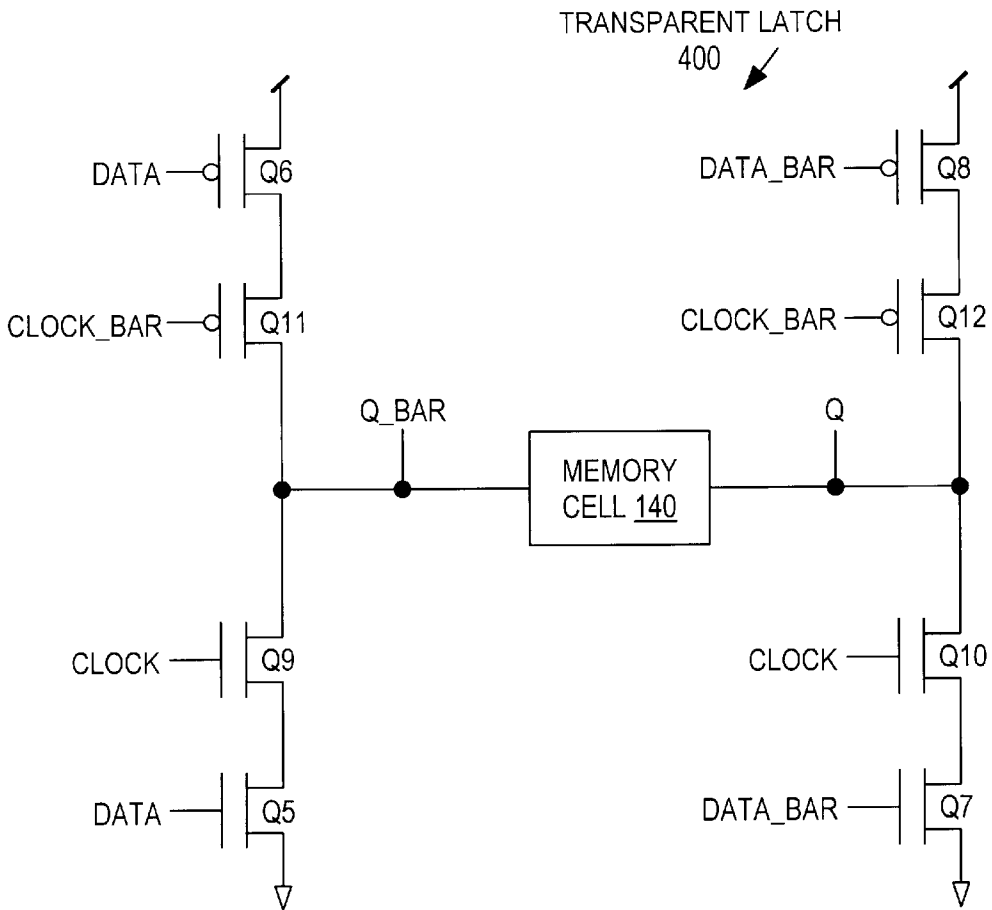 TRANSPARENT LATCH
400
DATA
Q6
DATA_BAR
Q8
CLOCK_BAR
Q11
CLOCK_BAR
Q12
Q_BAR
Q
MEMORY
CELL 140
CLOCK
Q9
CLOCK
Q10
DATA
Q5
DATA_BAR
Q7